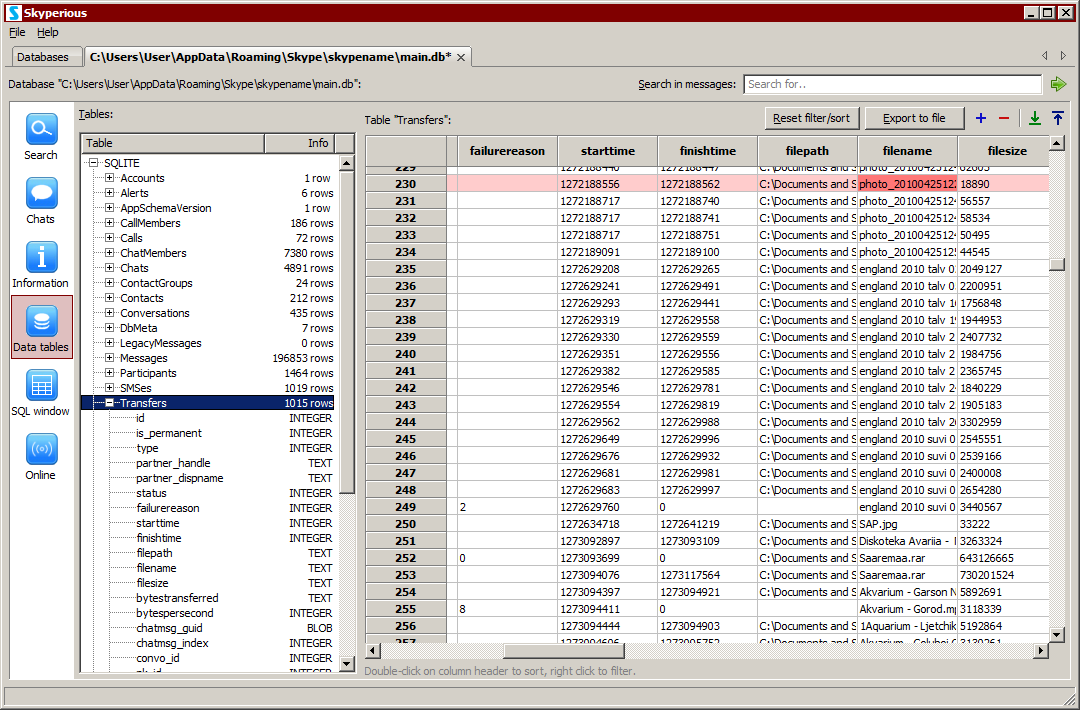 Skyperious
File Help
Databases C:\Users\User\AppData\Roaming\Skype\skypename\main.db*
Database "C:\Users\User\AppData\Roaming\Skype\skypename\main.db": Search in messages: Search for..
Search
Chats
Information
Data tables
SQL window
Online
Tables:
Table Info
SQLITE
Accounts 1 row
Alerts 6 rows
AppSchemaVersion 1 row
CallMembers 186 rows
Calls 72 rows
ChatMembers 7380 rows
Chats 4891 rows
ContactGroups 24 rows
Contacts 212 rows
Conversations 435 rows
DbMeta 7 rows
LegacyMessages 0 rows
Messages 196853 rows
Participants 1464 rows
SMSes 1019 rows
Transfers 1015 rows
id INTEGER
is_permanent INTEGER
type INTEGER
partner_handle TEXT
partner_dispname TEXT
status INTEGER
failurereason INTEGER
starttime INTEGER
finishtime INTEGER
filepath TEXT
filename TEXT
filesize TEXT
bytestransferred TEXT
bytespersecond INTEGER
chatmsg_guid BLOB
chatmsg_index INTEGER
convo_id INTEGER
Table "Transfers": Reset filter/sort Export to file
failurereason starttime finishtime filepath filename filesize
230 1272188556 1272188562 C:\Documents and S photo_2010042512 18890
231 1272188717 1272188740 C:\Documents and S photo_2010042512 56557
232 1272188717 1272188741 C:\Documents and S photo_2010042512 58534
233 1272188717 1272188751 C:\Documents and S photo_2010042512 50495
234 1272189091 1272189100 C:\Documents and S photo_2010042512 44545
235 1272629208 1272629265 C:\Documents and S england 2010 talv 0 2049127
236 1272629241 1272629491 C:\Documents and S england 2010 talv 0 2200951
237 1272629293 1272629441 C:\Documents and S england 2010 talv 1 1756848
238 1272629319 1272629558 C:\Documents and S england 2010 talv 1 1944953
239 1272629330 1272629559 C:\Documents and S england 2010 talv 2 2407732
240 1272629351 1272629556 C:\Documents and S england 2010 talv 2 1984756
241 1272629382 1272629585 C:\Documents and S england 2010 talv 2 2365745
242 1272629546 1272629781 C:\Documents and S england 2010 talv 2 1840229
243 1272629554 1272629819 C:\Documents and S england 2010 talv 2 1905183
244 1272629562 1272629988 C:\Documents and S england 2010 talv 2 3302959
245 1272629649 1272629996 C:\Documents and S england 2010 suvi 0 2545551
246 1272629676 1272629932 C:\Documents and S england 2010 suvi 0 2539166
247 1272629681 1272629981 C:\Documents and S england 2010 suvi 0 2400008
248 1272629683 1272629997 C:\Documents and S england 2010 suvi 0 2654280
249 2 1272629760 0 england 2010 suvi 0 3440567
250 1272634718 1272641219 C:\Documents and S SAP.jpg 33222
251 1273092897 1273093109 C:\Documents and S Diskoteka Avariia - 3263324
252 0 1273093699 0 C:\Documents and S Saaremaa.rar 643126665
253 1273094076 1273117564 C:\Documents and S Saaremaa.rar 730201524
254 1273094397 1273094921 C:\Documents and S Akvarium - Garson N 5892691
255 8 1273094411 0 Akvarium - Gorod.mp 3118339
256 1273094444 1273094903 C:\Documents and S 1Aquarium - Ljetchik 5192864
Double-click on column header to sort, right click to filter.